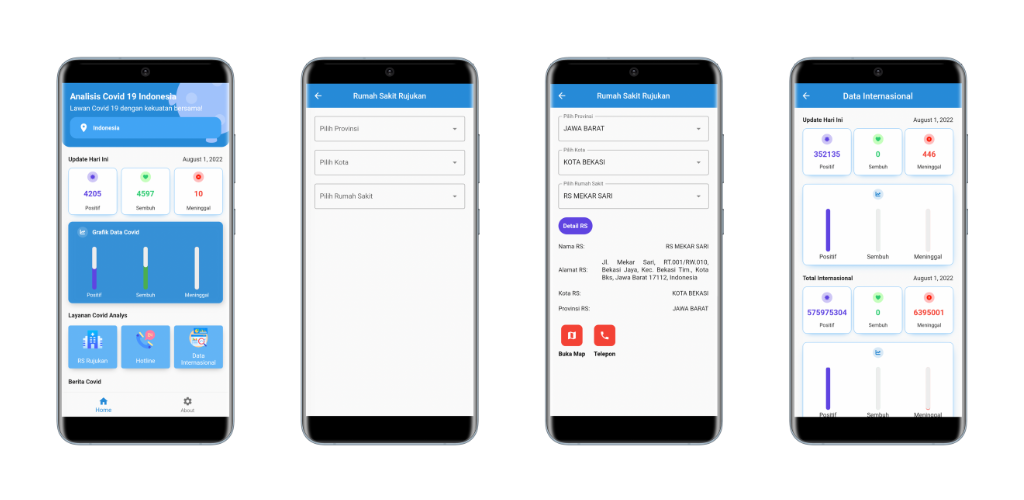 Analisis Covid 19 Indonesia
Lawan Covid 19 dengan kekuatan bersama!
Indonesia
Update Hari Ini August 1, 2022
4205 4597 10
Positif Sembuh Meninggal
Grafik Data Covid
Positif Sembuh Meninggal
Layanan Covid Analys
RS Rujukan Hotline Data
Internasional
Berita Covid
Home About
Rumah Sakit Rujukan
Pilih Provinsi
Pilih Kota
Pilih Rumah Sakit
Rumah Sakit Rujukan
Pilih Provinsi
JAWA BARAT
Pilih Kota
KOTA BEKASI
Pilih Rumah Sakit
RS MEKAR SARI
Detail RS
Nama RS: RS MEKAR SARI
Alamat RS: Jl. Mekar Sari, RT.001/RW.010,
Bekasi Jaya, Kec. Bekasi Tim., Kota
Bks, Jawa Barat 17112, Indonesia
Kota RS: KOTA BEKASI
Provinsi RS: JAWA BARAT
Buka Map Telepon
Data Internasional
Update Hari Ini August 1, 2022
352135 0 446
Positif Sembuh Meninggal
Positif Sembuh Meninggal
Total Internasional August 1, 2022
575975304 0 6395001
Positif Sembuh Meninggal
Positif Sembuh Meninggal